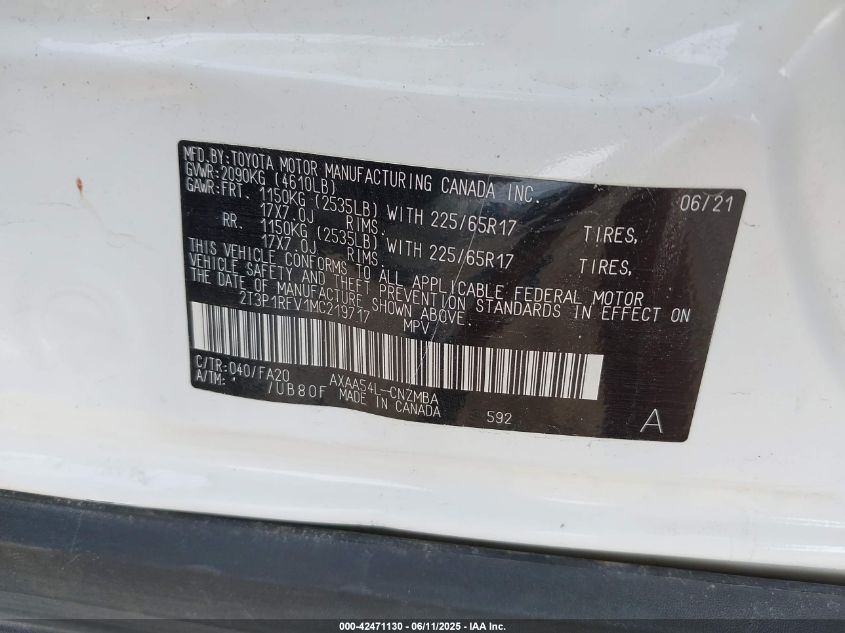 MFD.BY:TOYOTA MOTOR MANUFACTURING CANADA INC. 06/21
GVWR:2090KG (4610LB)
GAWR:FRT. 1150KG (2535LB) WITH 225/65R17 TIRES,
17X7.0J RIMS.
RR. 1150KG (2535LB) WITH 225/65R17 TIRES,
17X7.0J RIMS.
THIS VEHICLE CONFORMS TO ALL APPLICABLE FEDERAL MOTOR
VEHICLE SAFETY AND THEFT PREVENTION STANDARDS IN EFFECT ON
THE DATE OF MANUFACTURE SHOWN ABOVE.
2T3P1RFV1MC219717 MPV
C/TR:040/FA20 AXAA54L-CNZMBA
A/TM: /UB80F MADE IN CANADA 592 A
000-42471130 - 06/11/2025 - IAA Inc.